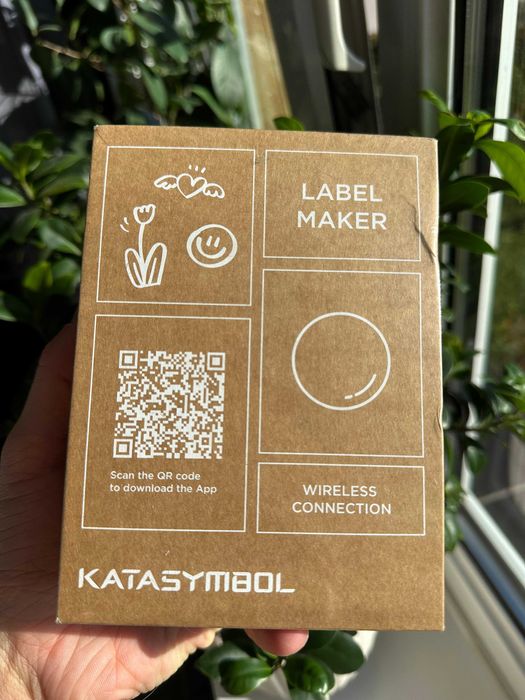 LABEL
MAKER
Scan the QR code
to download the App
WIRELESS
CONNECTION
KATASYMBOL